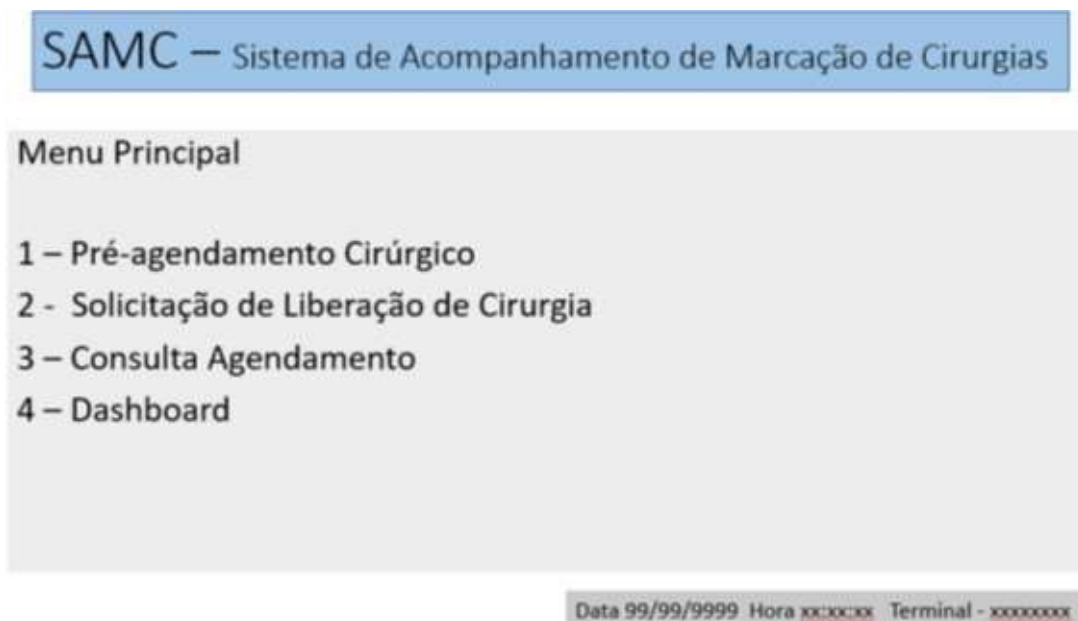 SAMC – Sistema de Acompanhamento de Marcação de Cirurgias
Menu Principal
1 – Pré-agendamento Cirúrgico
2 - Solicitação de Liberação de Cirurgia
3 – Consulta Agendamento
4 – Dashboard
Data 99/99/9999 Hora xx:xx:xx Terminal - xxxxxxxx